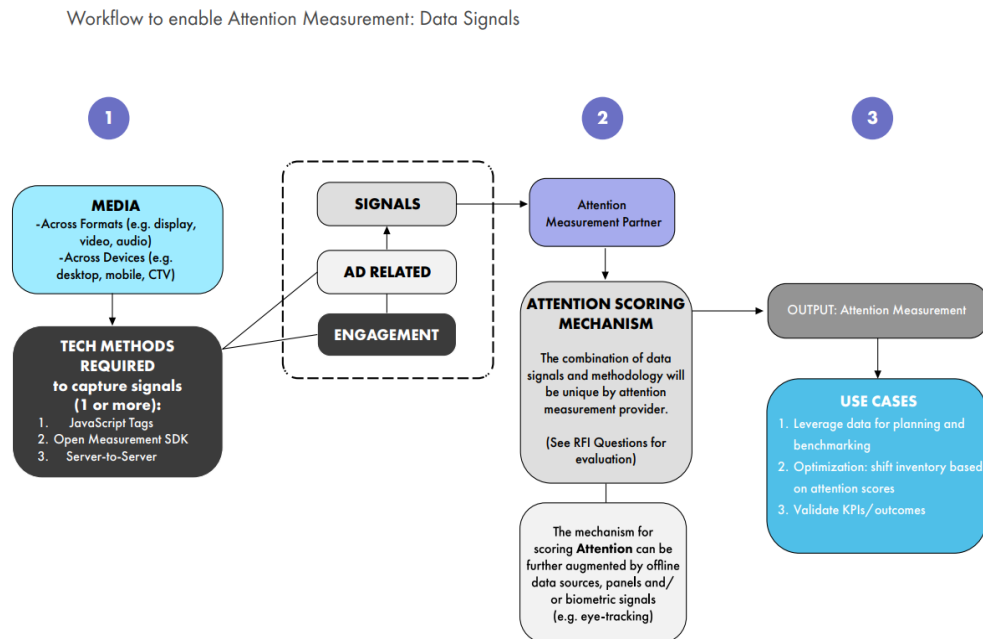 Workflow to enable Attention Measurement: Data Signals
1
2
3
MEDIA
-Across Formats (e.g. display,
video, audio)
-Across Devices (e.g.
desktop, mobile, CTV)
TECH METHODS
REQUIRED
to capture signals
(1 or more):
1. JavaScript Tags
2. Open Measurement SDK
3. Server-to-Server
SIGNALS
AD RELATED
ENGAGEMENT
Attention
Measurement Partner
ATTENTION SCORING
MECHANISM
The combination of data
signals and methodology will
be unique by attention
measurement provider.
(See RFI Questions for
evaluation)
The mechanism for
scoring Attention can be
further augmented by offline
data sources, panels and/
or biometric signals
(e.g. eye-tracking)
OUTPUT: Attention Measurement
USE CASES
1. Leverage data for planning and
benchmarking
2. Optimization: shift inventory based
on attention scores
3. Validate KPIs/outcomes